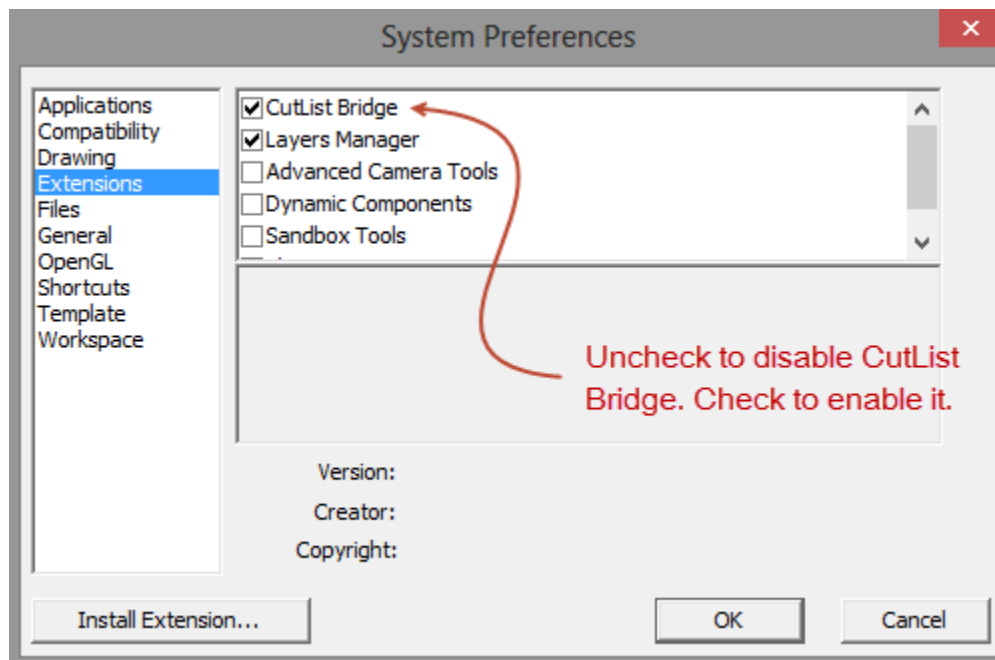 System Preferences
Applications
Compatibility
Drawing
Extensions
Files
General
OpenGL
Shortcuts
Template
Workspace
CutList Bridge
Layers Manager
Advanced Camera Tools
Dynamic Components
Sandbox Tools
Uncheck to disable CutList
Bridge. Check to enable it.
Version:
Creator:
Copyright:
Install Extension...
OK
Cancel